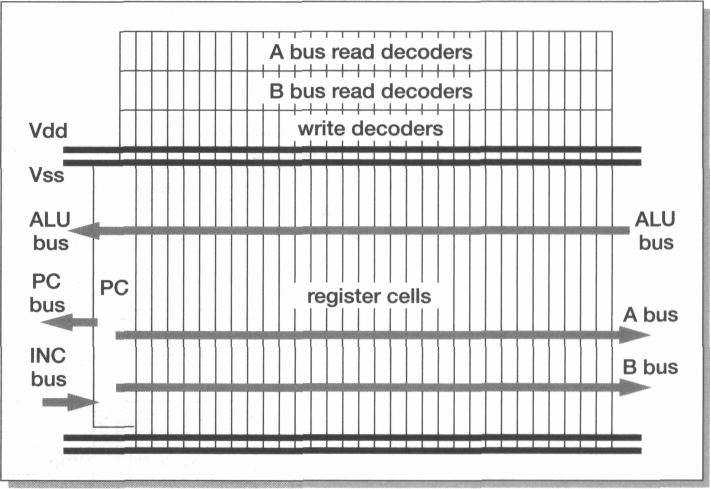 A bus read decoders
B bus read decoders
write decoders
Vdd
Vss
ALU
bus
ALU
bus
PC
bus
PC
register cells
A bus
INC
bus
B bus